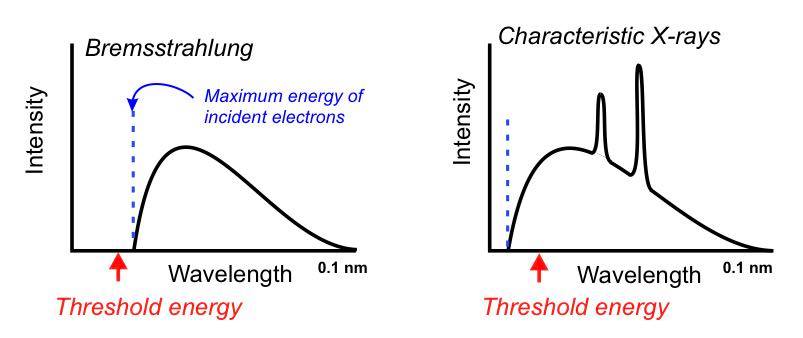 Bremsstrahlung
Maximum energy of
incident electrons
Intensity
Wavelength
0.1 nm
Threshold energy
Characteristic X-rays
Intensity
Wavelength
0.1 nm
Threshold energy